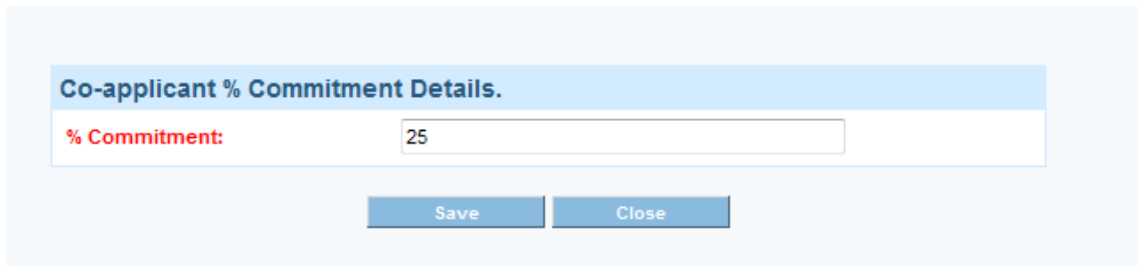 Co-applicant % Commitment Details.
% Commitment: 25
Save Close